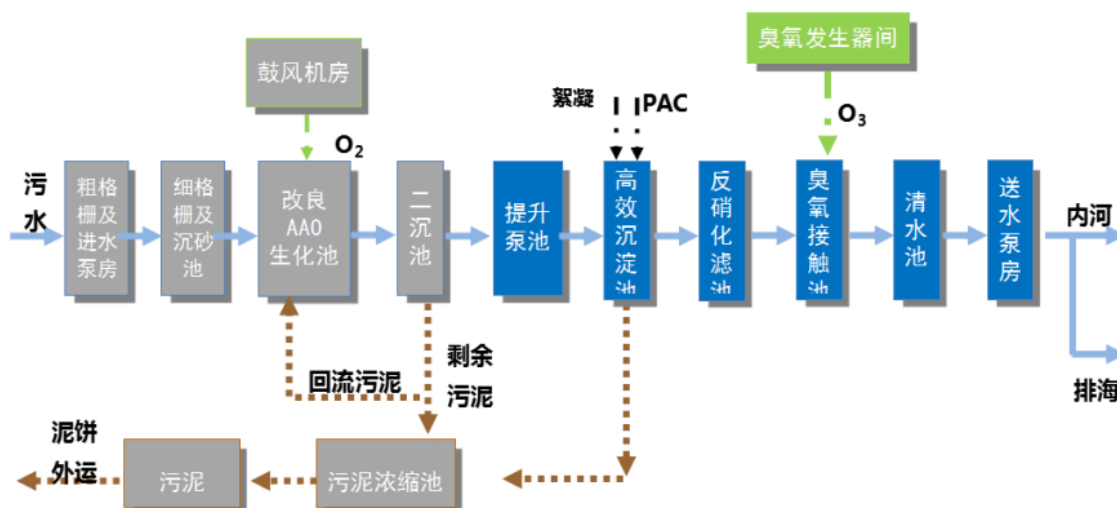 臭氧发生器间
鼓风机房
絮凝
PAC
O₂
O₃
污
水
粗格
栅及
进水
泵房
细格
栅及
沉砂
池
改良
AAO
生化池
二
沉
池
提升
泵池
高
效
沉
淀
池
反
硝
化
滤
池
臭
氧
接
触
池
清
水
池
送
水
泵
房
内河
排海
回流污泥
剩余
污泥
泥饼
外运
污泥
污泥浓缩池